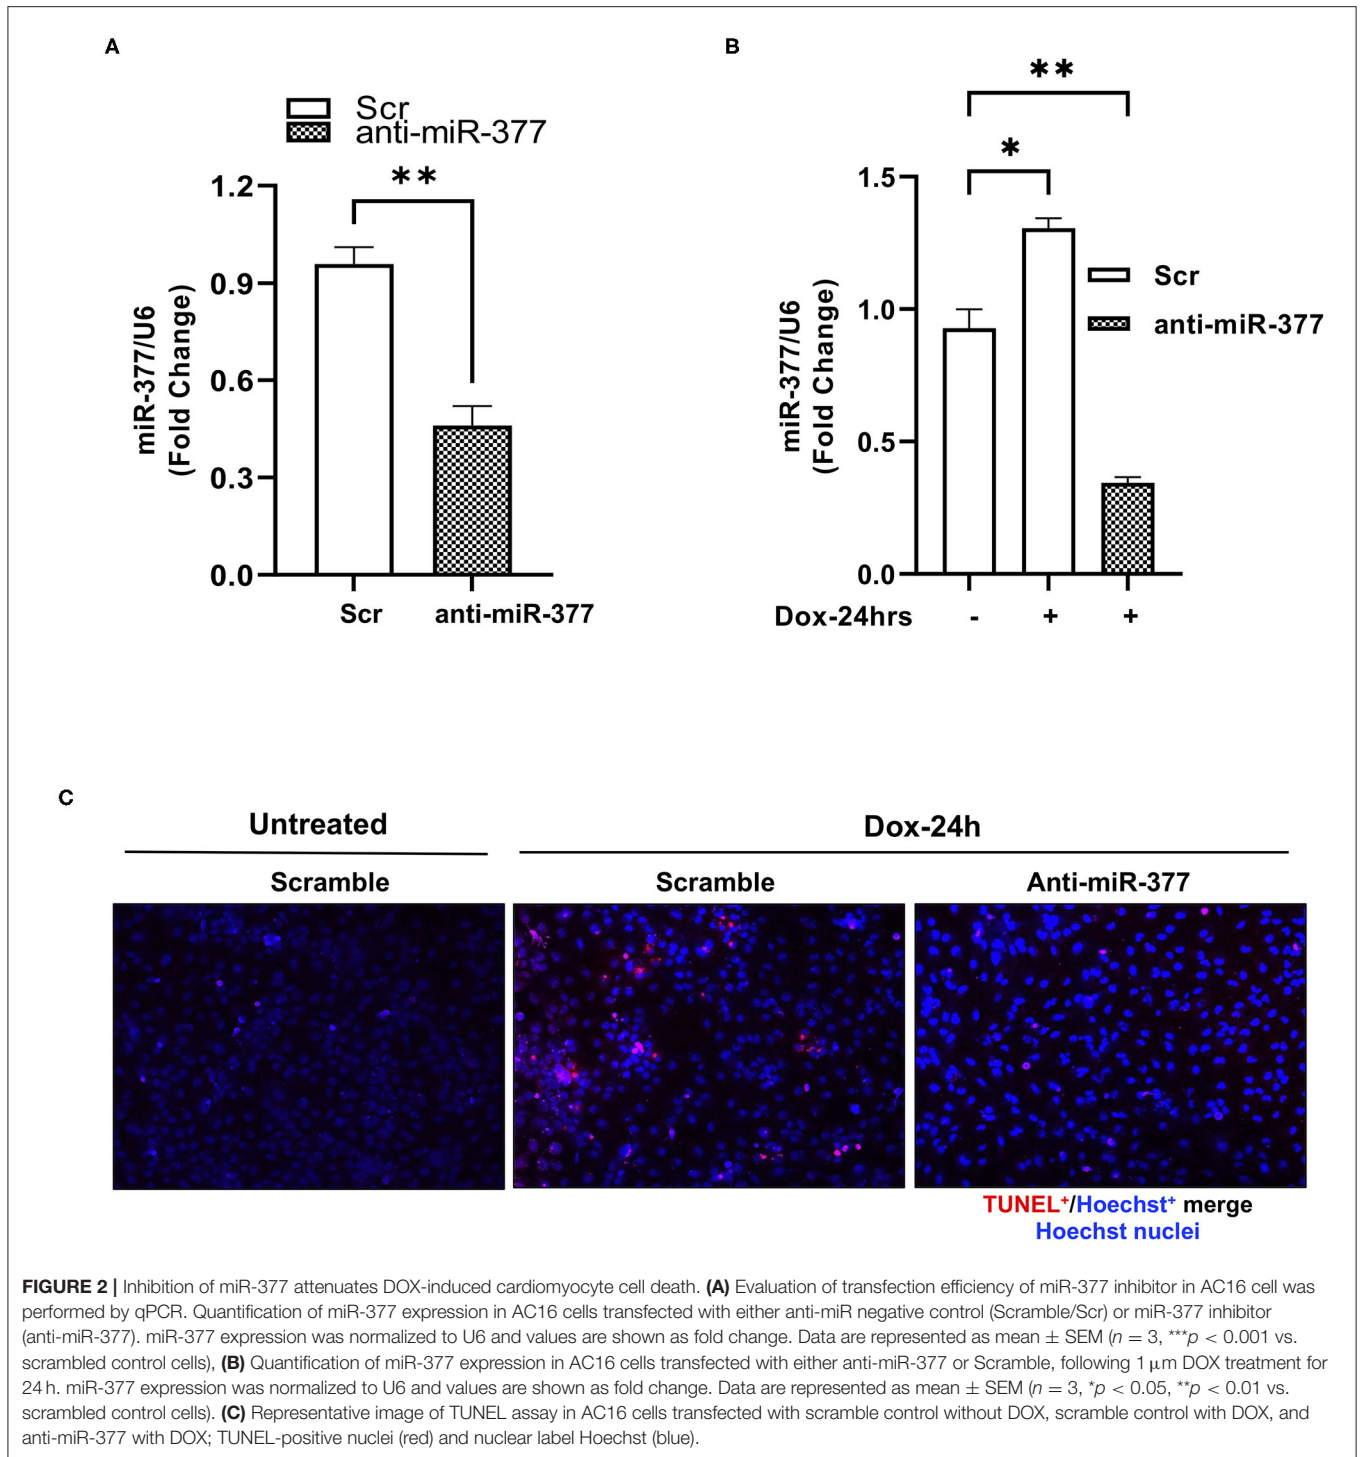 A
Scr
anti-miR-377
**
1.2
0.9
0.6
0.3
0.0
miR-377/U6
(Fold Change)
Scr anti-miR-377
B
**
*
1.5
1.0
0.5
0.0
miR-377/U6
(Fold Change)
Scr
anti-miR-377
Dox-24hrs - + +
C
Untreated Dox-24h
Scramble Scramble Anti-miR-377
TUNEL⁺/Hoechst⁺ merge
Hoechst nuclei
FIGURE 2 | Inhibition of miR-377 attenuates DOX-induced cardiomyocyte cell death. (A) Evaluation of transfection efficiency of miR-377 inhibitor in AC16 cell was
performed by qPCR. Quantification of miR-377 expression in AC16 cells transfected with either anti-miR negative control (Scramble/Scr) or miR-377 inhibitor
(anti-miR-377). miR-377 expression was normalized to U6 and values are shown as fold change. Data are represented as mean ± SEM (n = 3, ***p < 0.001 vs.
scrambled control cells), (B) Quantification of miR-377 expression in AC16 cells transfected with either anti-miR-377 or Scramble, following 1 μm DOX treatment for
24 h. miR-377 expression was normalized to U6 and values are shown as fold change. Data are represented as mean ± SEM (n = 3, *p < 0.05, **p < 0.01 vs.
scrambled control cells). (C) Representative image of TUNEL assay in AC16 cells transfected with scramble control without DOX, scramble control with DOX, and
anti-miR-377 with DOX; TUNEL-positive nuclei (red) and nuclear label Hoechst (blue).